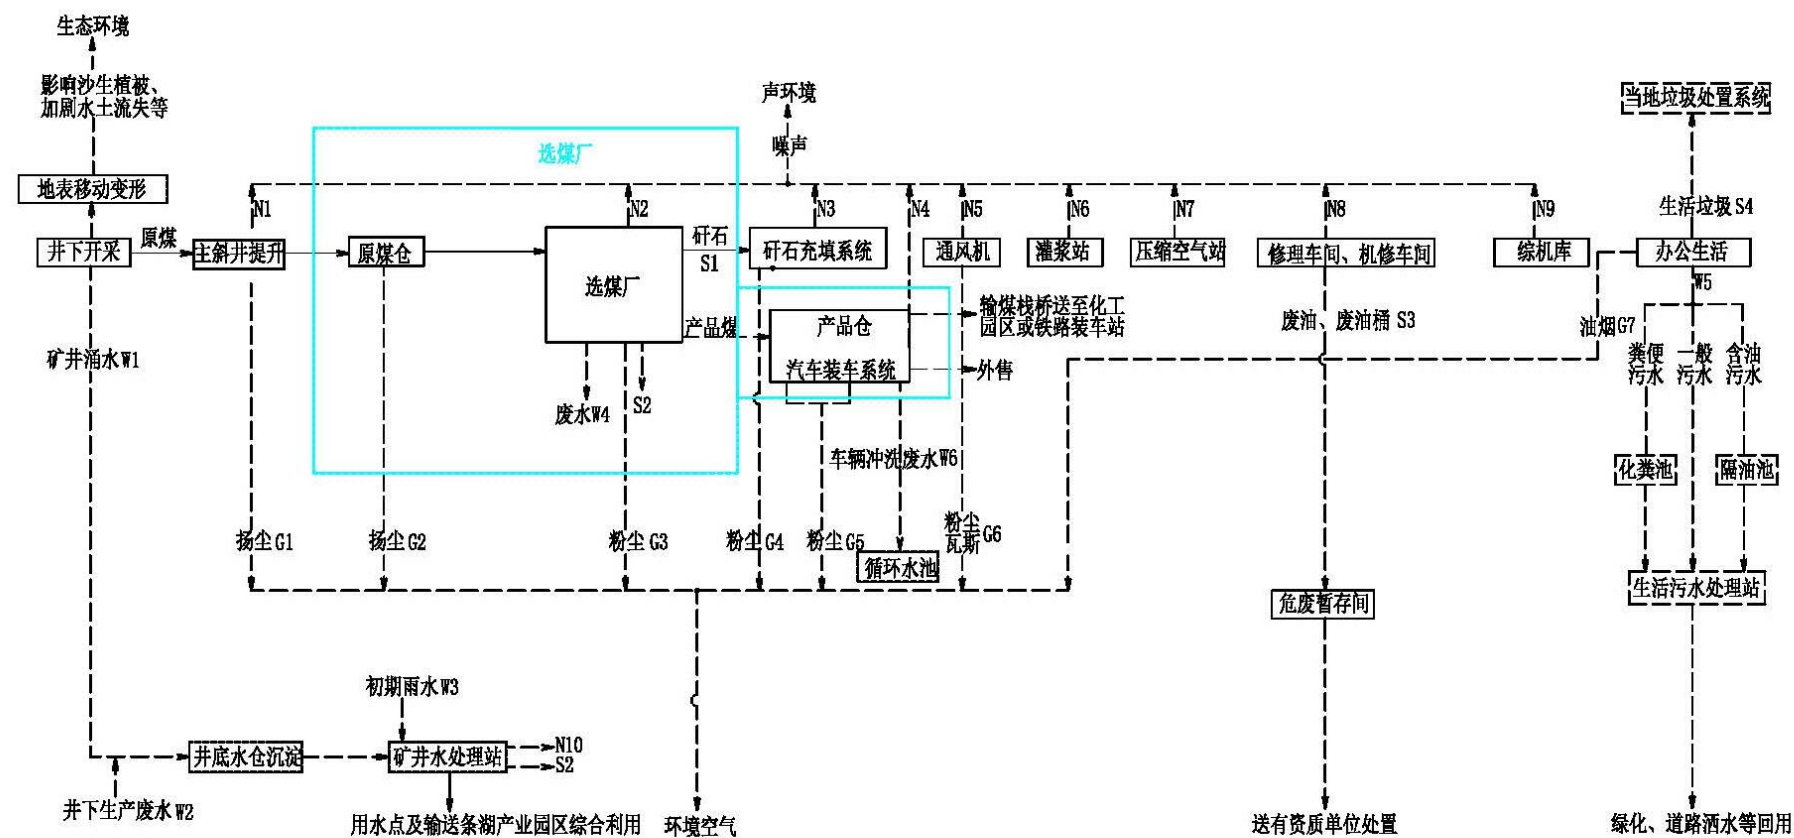 生态环境
影响沙生植被、
加剧水土流失等
声环境
当地垃圾处置系统
噪声
选煤厂
地表移动变形
N1
N2
N3
N4
N5
N6
N7
N8
N9
生活垃圾 S4
井下开采
原煤
主斜井提升
原煤仓
选煤厂
矸石
S1
矸石充填系统
通风机
灌浆站
压缩空气站
修理车间、机修车间
综机库
办公生活
W5
产品煤
产品仓
汽车装车系统
输煤栈桥送至化工
园区或铁路装车站
外售
废油、废油桶 S3
油烟G7
矿井涌水W1
粪便
污水
一般
污水
含油
污水
废水W4
S2
车辆冲洗废水W6
化粪池
隔油池
扬尘 G1
扬尘 G2
粉尘 G3
粉尘 G4
粉尘 G5
循环水池
粉尘
瓦斯
G6
生活污水处理站
危废暂存间
初期雨水W3
井底水仓沉淀
矿井水处理站
N10
S2
井下生产废水W2
用水点及输送条湖产业园区综合利用
环境空气
送有资质单位处置
绿化、道路洒水等回用